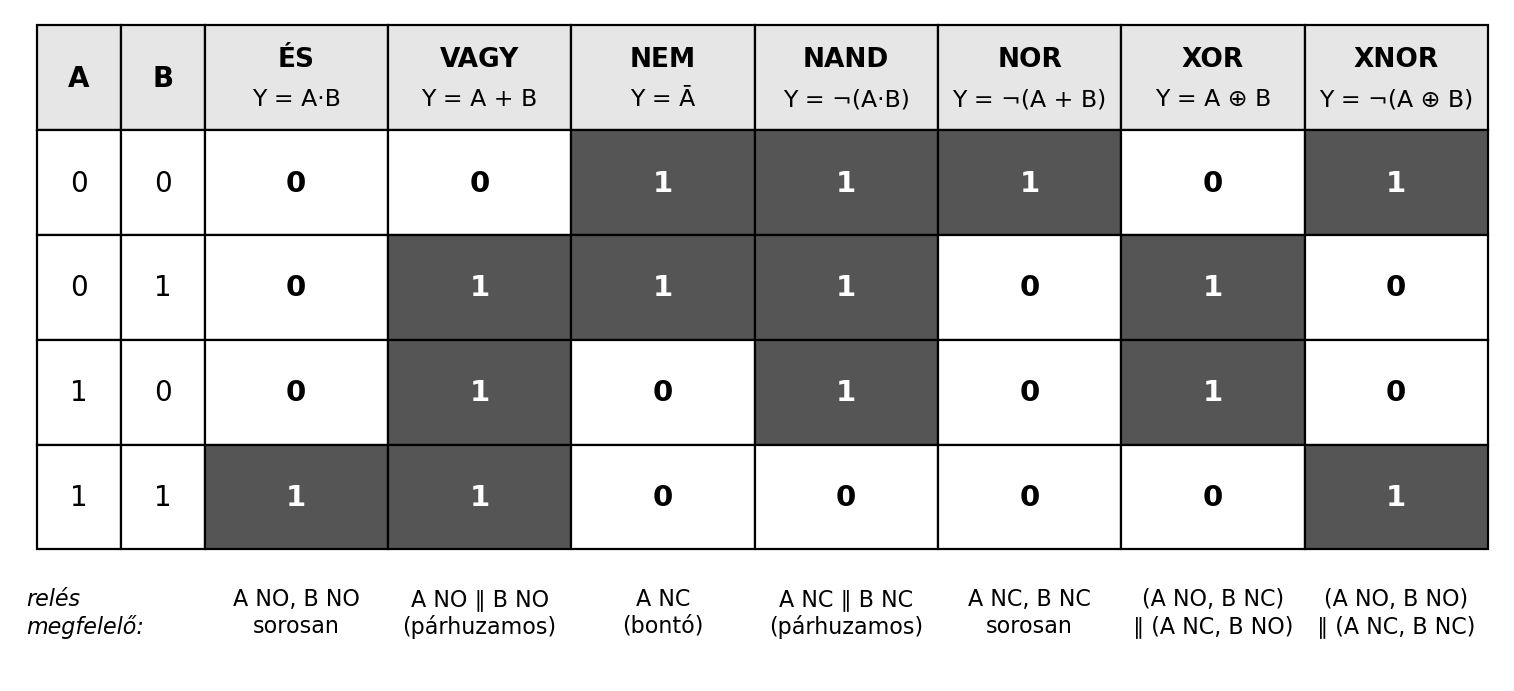 A B ÉS VAGY NEM NAND NOR XOR XNOR
Y = A·B Y = A + B Y = Ā Y = ¬(A·B) Y = ¬(A + B) Y = A ⊕ B Y = ¬(A ⊕ B)
0 0 0 0 1 1 1 0 1
0 1 0 1 1 1 0 1 0
1 0 0 1 0 1 0 1 0
1 1 1 1 0 0 0 0 1
relés A NO, B NO A NO ∥ B NO A NC A NC ∥ B NC A NC, B NC (A NO, B NC) (A NO, B NO)
megfelelő: sorosan (párhuzamos) (bontó) (párhuzamos) sorosan ∥ (A NC, B NO) ∥ (A NC, B NC)